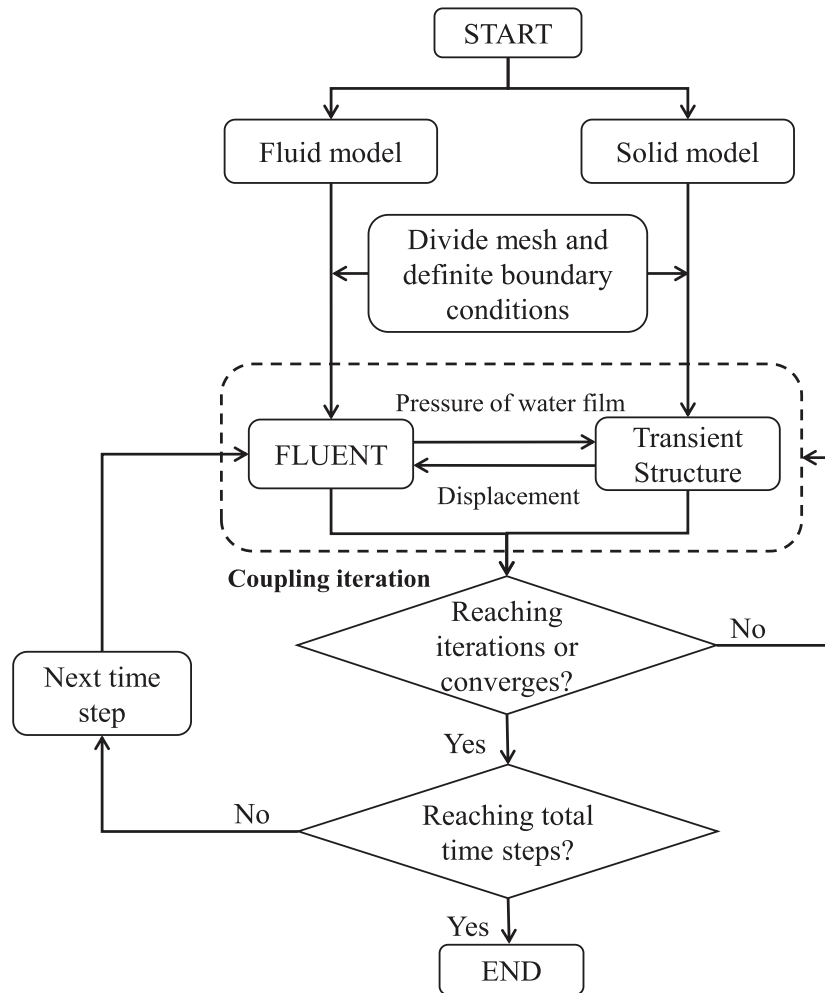 START
Fluid model
Solid model
Divide mesh and
definite boundary
conditions
Pressure of water film
FLUENT
Transient
Structure
Displacement
Coupling iteration
Reaching
iterations or
converges?
No
Next time
step
Yes
No
Reaching total
time steps?
Yes
END